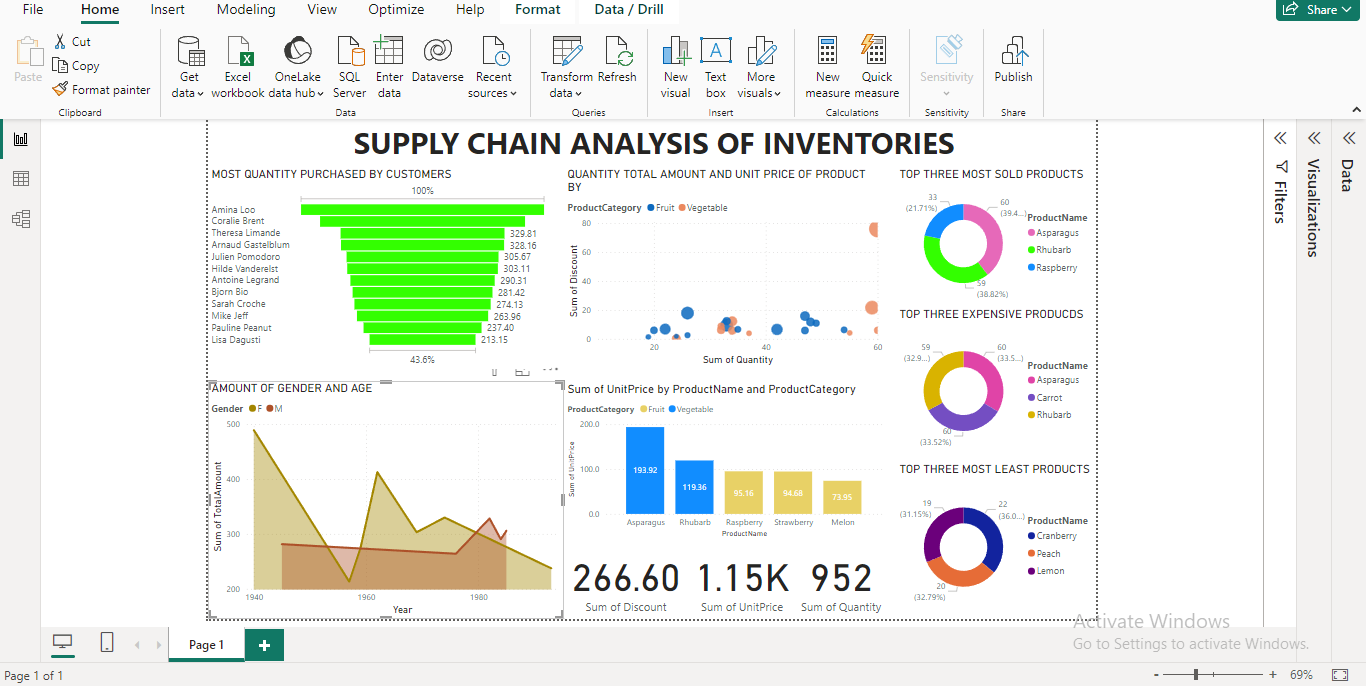 File Home Insert Modeling View Optimize Help Format Data / Drill Share
Paste
Cut
Copy
Format painter
Clipboard
Get data
Excel workbook
OneLake data hub
SQL Server
Enter data
Dataverse
Recent sources
Data
Transform data
Refresh
Queries
New visual
Text box
More visuals
Insert
New measure
Quick measure
Calculations
Sensitivity
Sensitivity
Publish
Share
SUPPLY CHAIN ANALYSIS OF INVENTORIES
MOST QUANTITY PURCHASED BY CUSTOMERS
100%
Amina Loo
Coralie Brent
Theresa Limande 329.81
Arnaud Gastelblum 328.16
Julien Pomodoro 305.67
Hilde Vanderelst 303.11
Antoine Legrand 290.31
Bjorn Bio 281.42
Sarah Croche 274.13
Mike Jeff 263.96
Pauline Peanut 237.40
Lisa Dagusti 213.15
43.6%
QUANTITY TOTAL AMOUNT AND UNIT PRICE OF PRODUCT
BY
ProductCategory Fruit Vegetable
80
60
40
20
0
Sum of Discount
20 40 60
Sum of Quantity
TOP THREE MOST SOLD PRODUCTS
33
(21.71%)
60
(39.4...)
59
(38.82%)
ProductName
Asparagus
Rhubarb
Raspberry
TOP THREE EXPENSIVE PRODUCDS
59
(32.9...)
60
(33.5...)
60
(33.52%)
ProductName
Asparagus
Carrot
Rhubarb
AMOUNT OF GENDER AND AGE
Gender F M
500
400
300
200
Sum of TotalAmount
1940 1960 1980
Year
Sum of UnitPrice by ProductName and ProductCategory
ProductCategory Fruit Vegetable
200.0
100.0
0.0
Sum of UnitPrice
193.92
119.36
95.16
94.68
73.95
Asparagus Rhubarb Raspberry Strawberry Melon
ProductName
266.60 1.15K 952
Sum of Discount Sum of UnitPrice Sum of Quantity
TOP THREE MOST LEAST PRODUCTS
19
(31.15%)
22
(36.0...)
20
(32.79%)
ProductName
Cranberry
Peach
Lemon
Filters
Visualizations
Data
Activate Windows
Go to Settings to activate Windows.
Page 1
Page 1 of 1
- + 69%